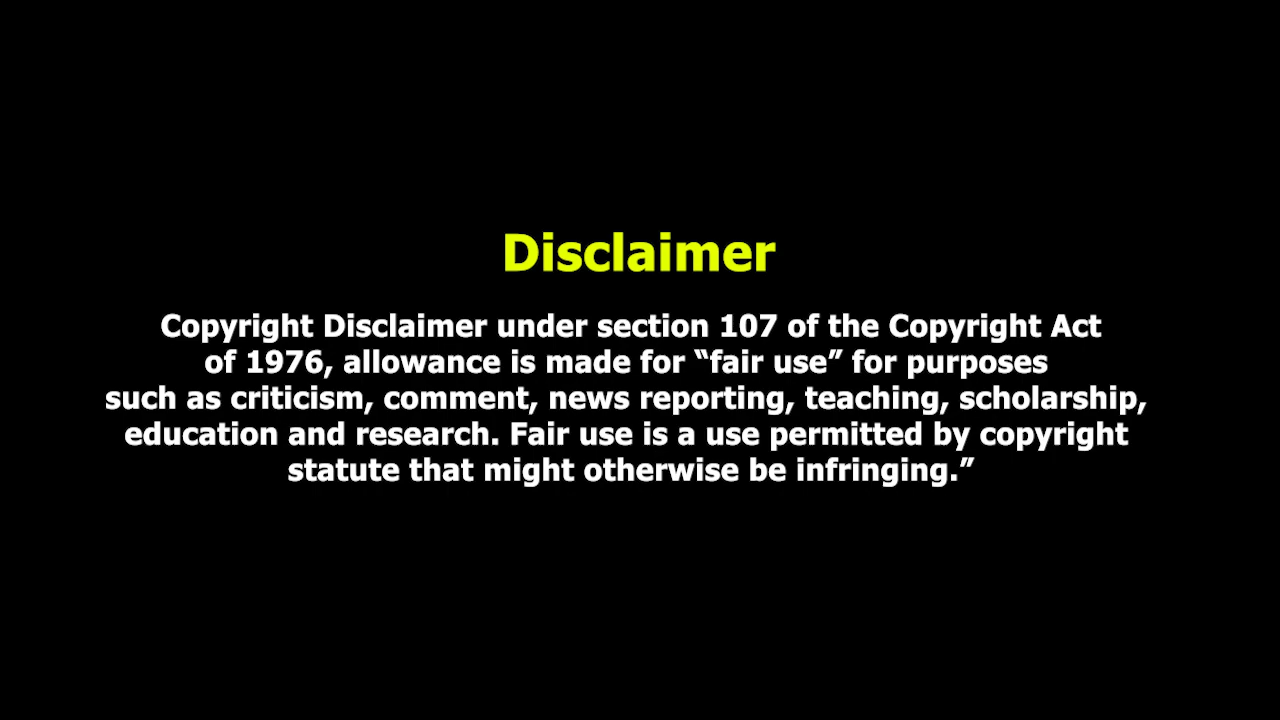 Disclaimer
Copyright Disclaimer under section 107 of the Copyright Act
of 1976, allowance is made for “fair use” for purposes
such as criticism, comment, news reporting, teaching, scholarship,
education and research. Fair use is a use permitted by copyright
statute that might otherwise be infringing.”